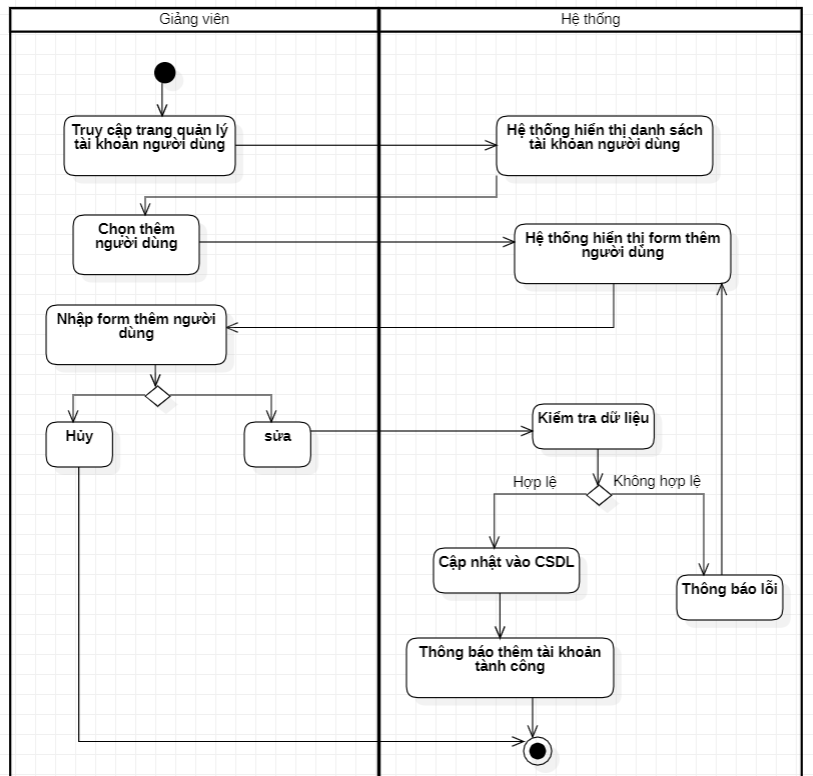 Giảng viên
Hệ thống
Truy cập trang quản lý
tài khoản người dùng
Hệ thống hiển thị danh sách
tài khỏan người dùng
Chọn thêm
người dùng
Hệ thống hiển thị form thêm
người dùng
Nhập form thêm người
dùng
Hủy
sửa
Kiểm tra dữ liệu
Hợp lệ
Không hợp lệ
Cập nhật vào CSDL
Thông báo lỗi
Thông báo thêm tài khoản
tành công